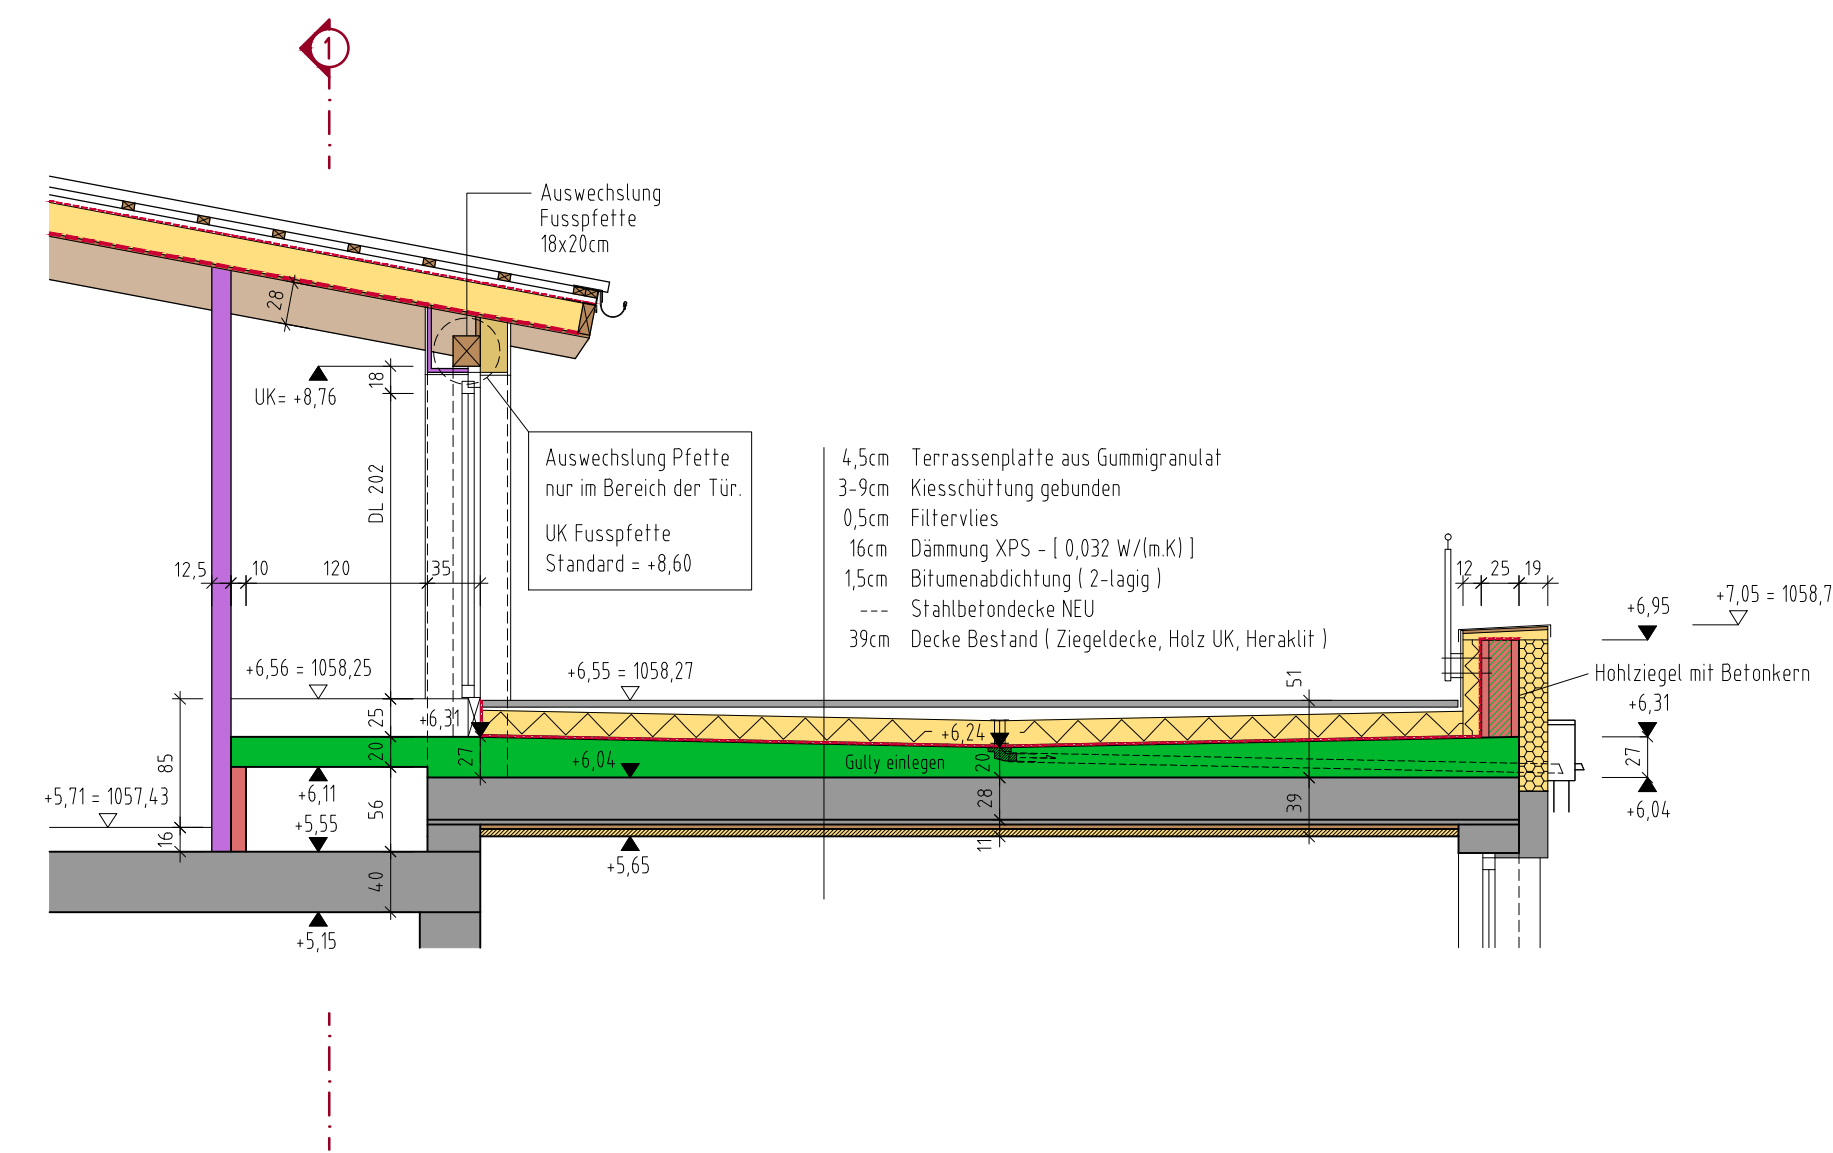 1
Auswechslung
Fusspfette
18x20cm
28
18
UK= +8,76
DL 202
Auswechslung Pfette
nur im Bereich der Tür.
UK Fusspfette
Standard = +8,60
4,5cm Terrassenplatte aus Gummigranulat
3-9cm Kiesschüttung gebunden
0,5cm Filtervlies
16cm Dämmung XPS - [ 0,032 W/(m.K) ]
1,5cm Bitumenabdichtung ( 2-lagig )
--- Stahlbetondecke NEU
39cm Decke Bestand ( Ziegeldecke, Holz UK, Heraklit )
12,5 10 120 35
12 25 19
+7,05 = 1058,7
+6,95
+6,56 = 1058,25
+6,55 = 1058,27
51
Hohlziegel mit Betonkern
+6,31
25
+6,31
+6,24
85
20
27
+6,04
Gully einlegen
20
27
+5,71 = 1057,43
+6,11
56
28
39
+6,04
+5,55
16
11
+5,65
40
+5,15